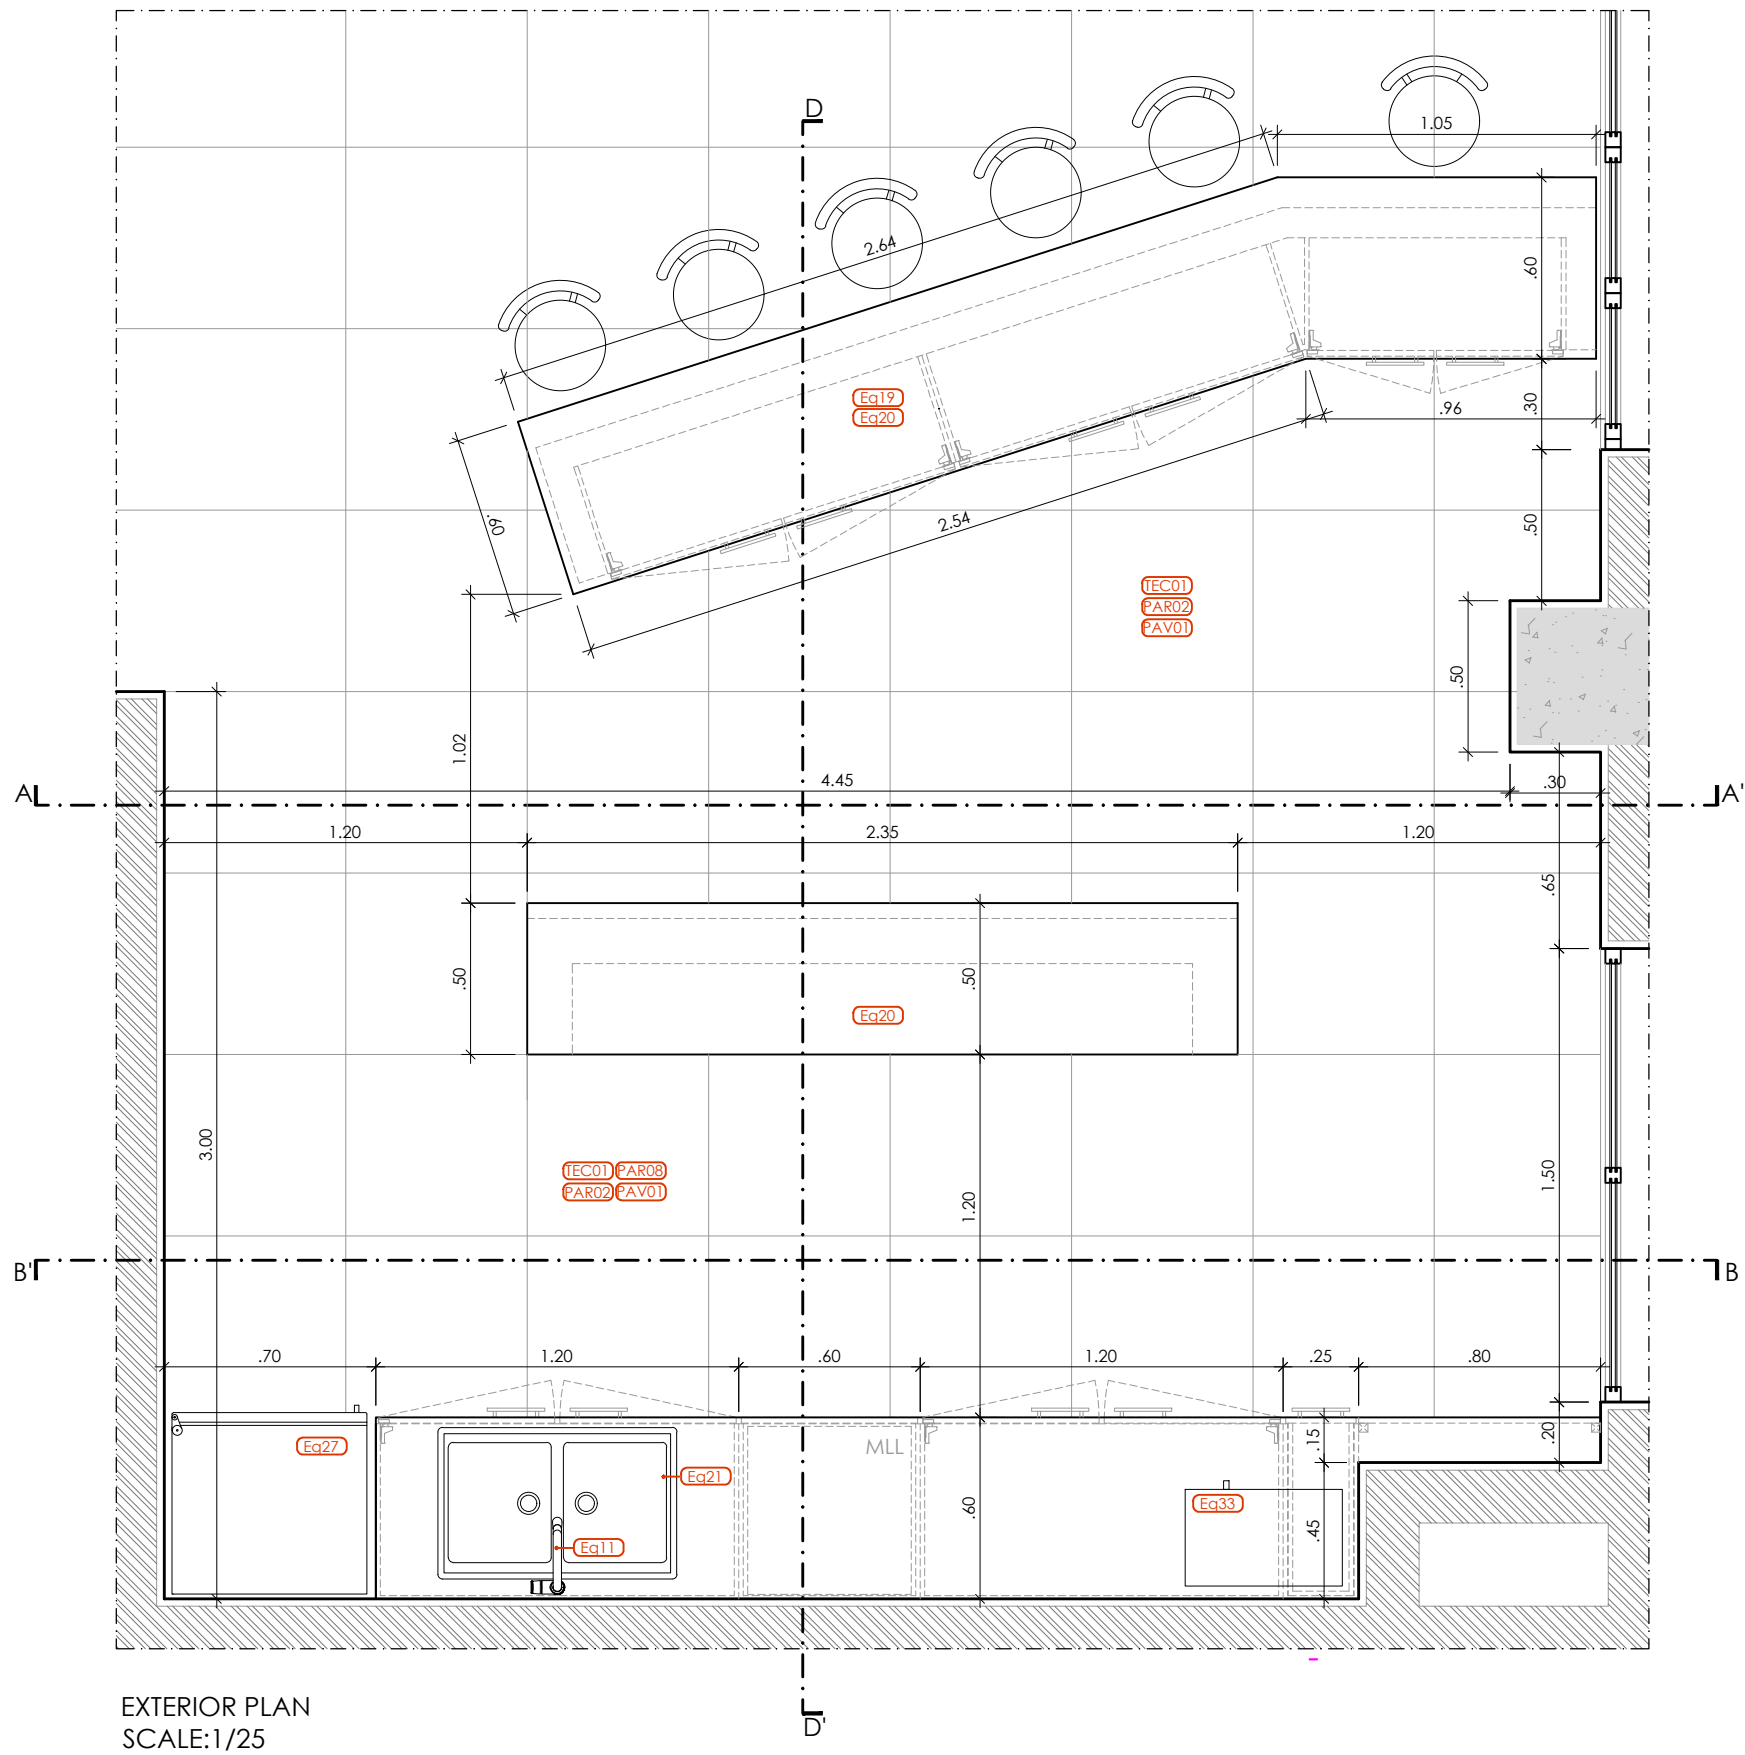 D
1.05
2.64
.60
Eq19
Eq20
.96
.30
.60
2.54
.50
TEC01
PAR02
PAV01
.50
1.02
A
4.45
.30
A'
1.20
2.35
1.20
.65
.50
.50
Eq20
3.00
TEC01 PAR08
PAR02 PAV01
1.20
1.50
B'
B
.70
1.20
.60
1.20
.25
.80
Eq27
MLL
.15
.20
Eq21
Eq33
.60
.45
Eq11
EXTERIOR PLAN
SCALE:1/25
D'